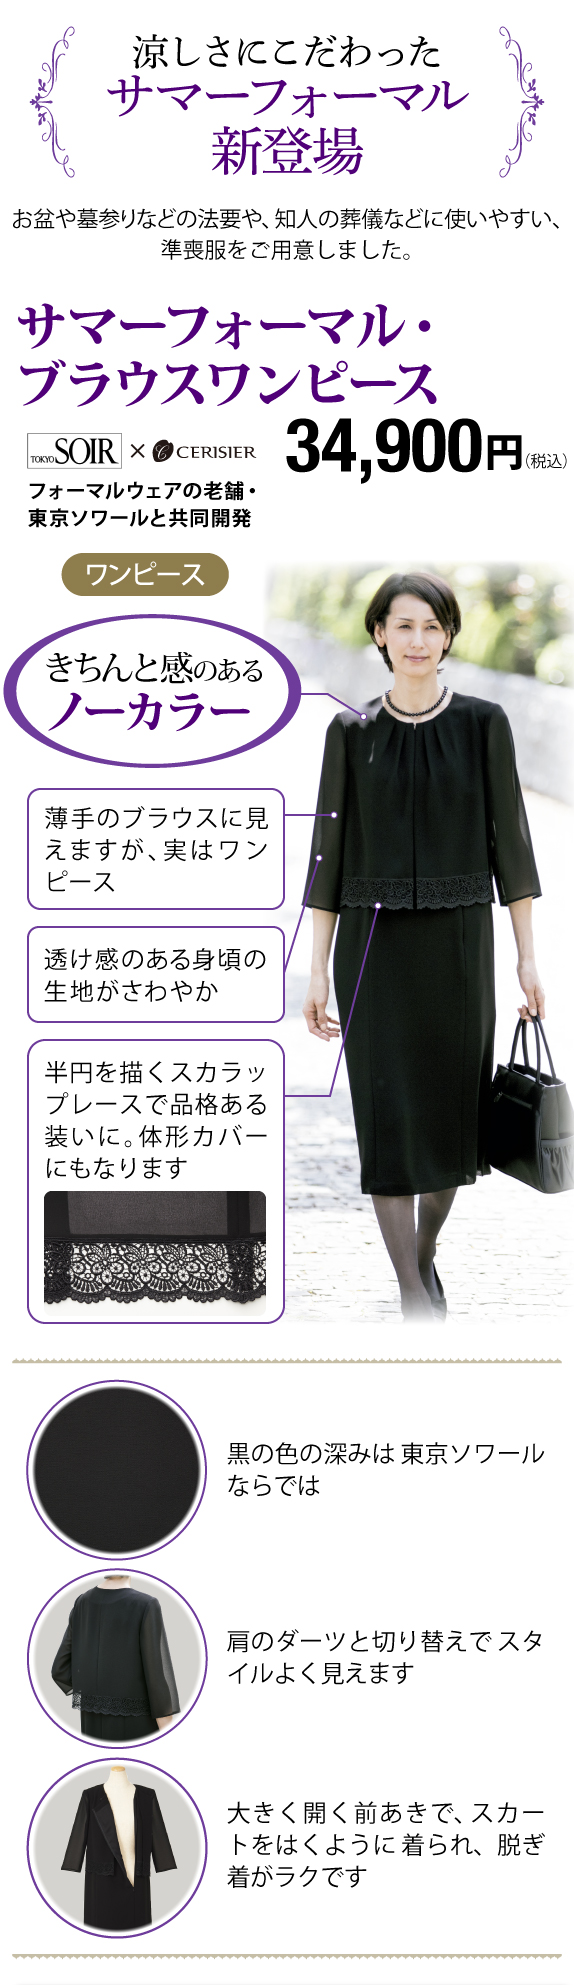 涼しさにこだわった
サマーフォーマル
新登場
お盆や墓参りなどの法要や、知人の葬儀などに使いやすい、
準喪服をご用意しました。
サマーフォーマル・
ブラウスワンピース
TOKYO SOIR × C CERISIER 34,900円(税込)
フォーマルウェアの老舗・
東京ソワールと共同開発
ワンピース
きちんと感のある
ノーカラー
薄手のブラウスに見
えますが、実はワン
ピース
透け感のある身頃の
生地がさわやか
半円を描くスカラッ
プレースで品格ある
装いに。体形カバー
にもなります
黒の色の深みは 東京ソワール
ならでは
肩のダーツと切り替えで スタ
イルよく見えます
大きく開く前あきで、スカー
トをはくように 着られ、脱ぎ
着がラクです